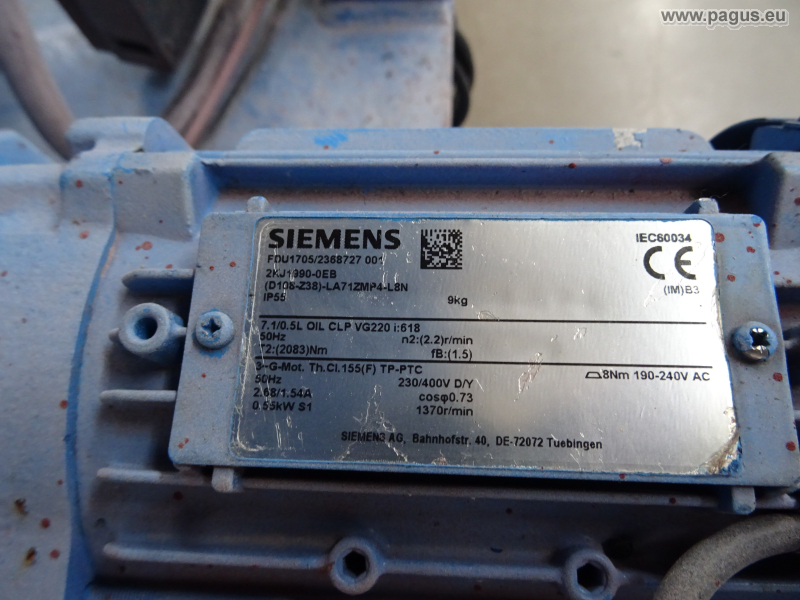 www.pagus.eu
SIEMENS
IEC60034
FDU1705/2368727 001
2KJ1990-0EB
(D108-Z38)-LA71ZMP4-L8N
IP55
9kg
CE
(IM)B3
7.1/0.5L OIL CLP VG220 i:618
50Hz n2:(2.2)r/min
T2:(2083)Nm fB:(1.5)
3~G-Mot. Th.Cl.155(F) TP-PTC
50Hz 230/400V D/Y 8Nm 190-240V AC
2.68/1.54A cosφ0.73
0.55kW S1 1370r/min
SIEMENS AG, Bahnhofstr. 40, DE-72072 Tuebingen